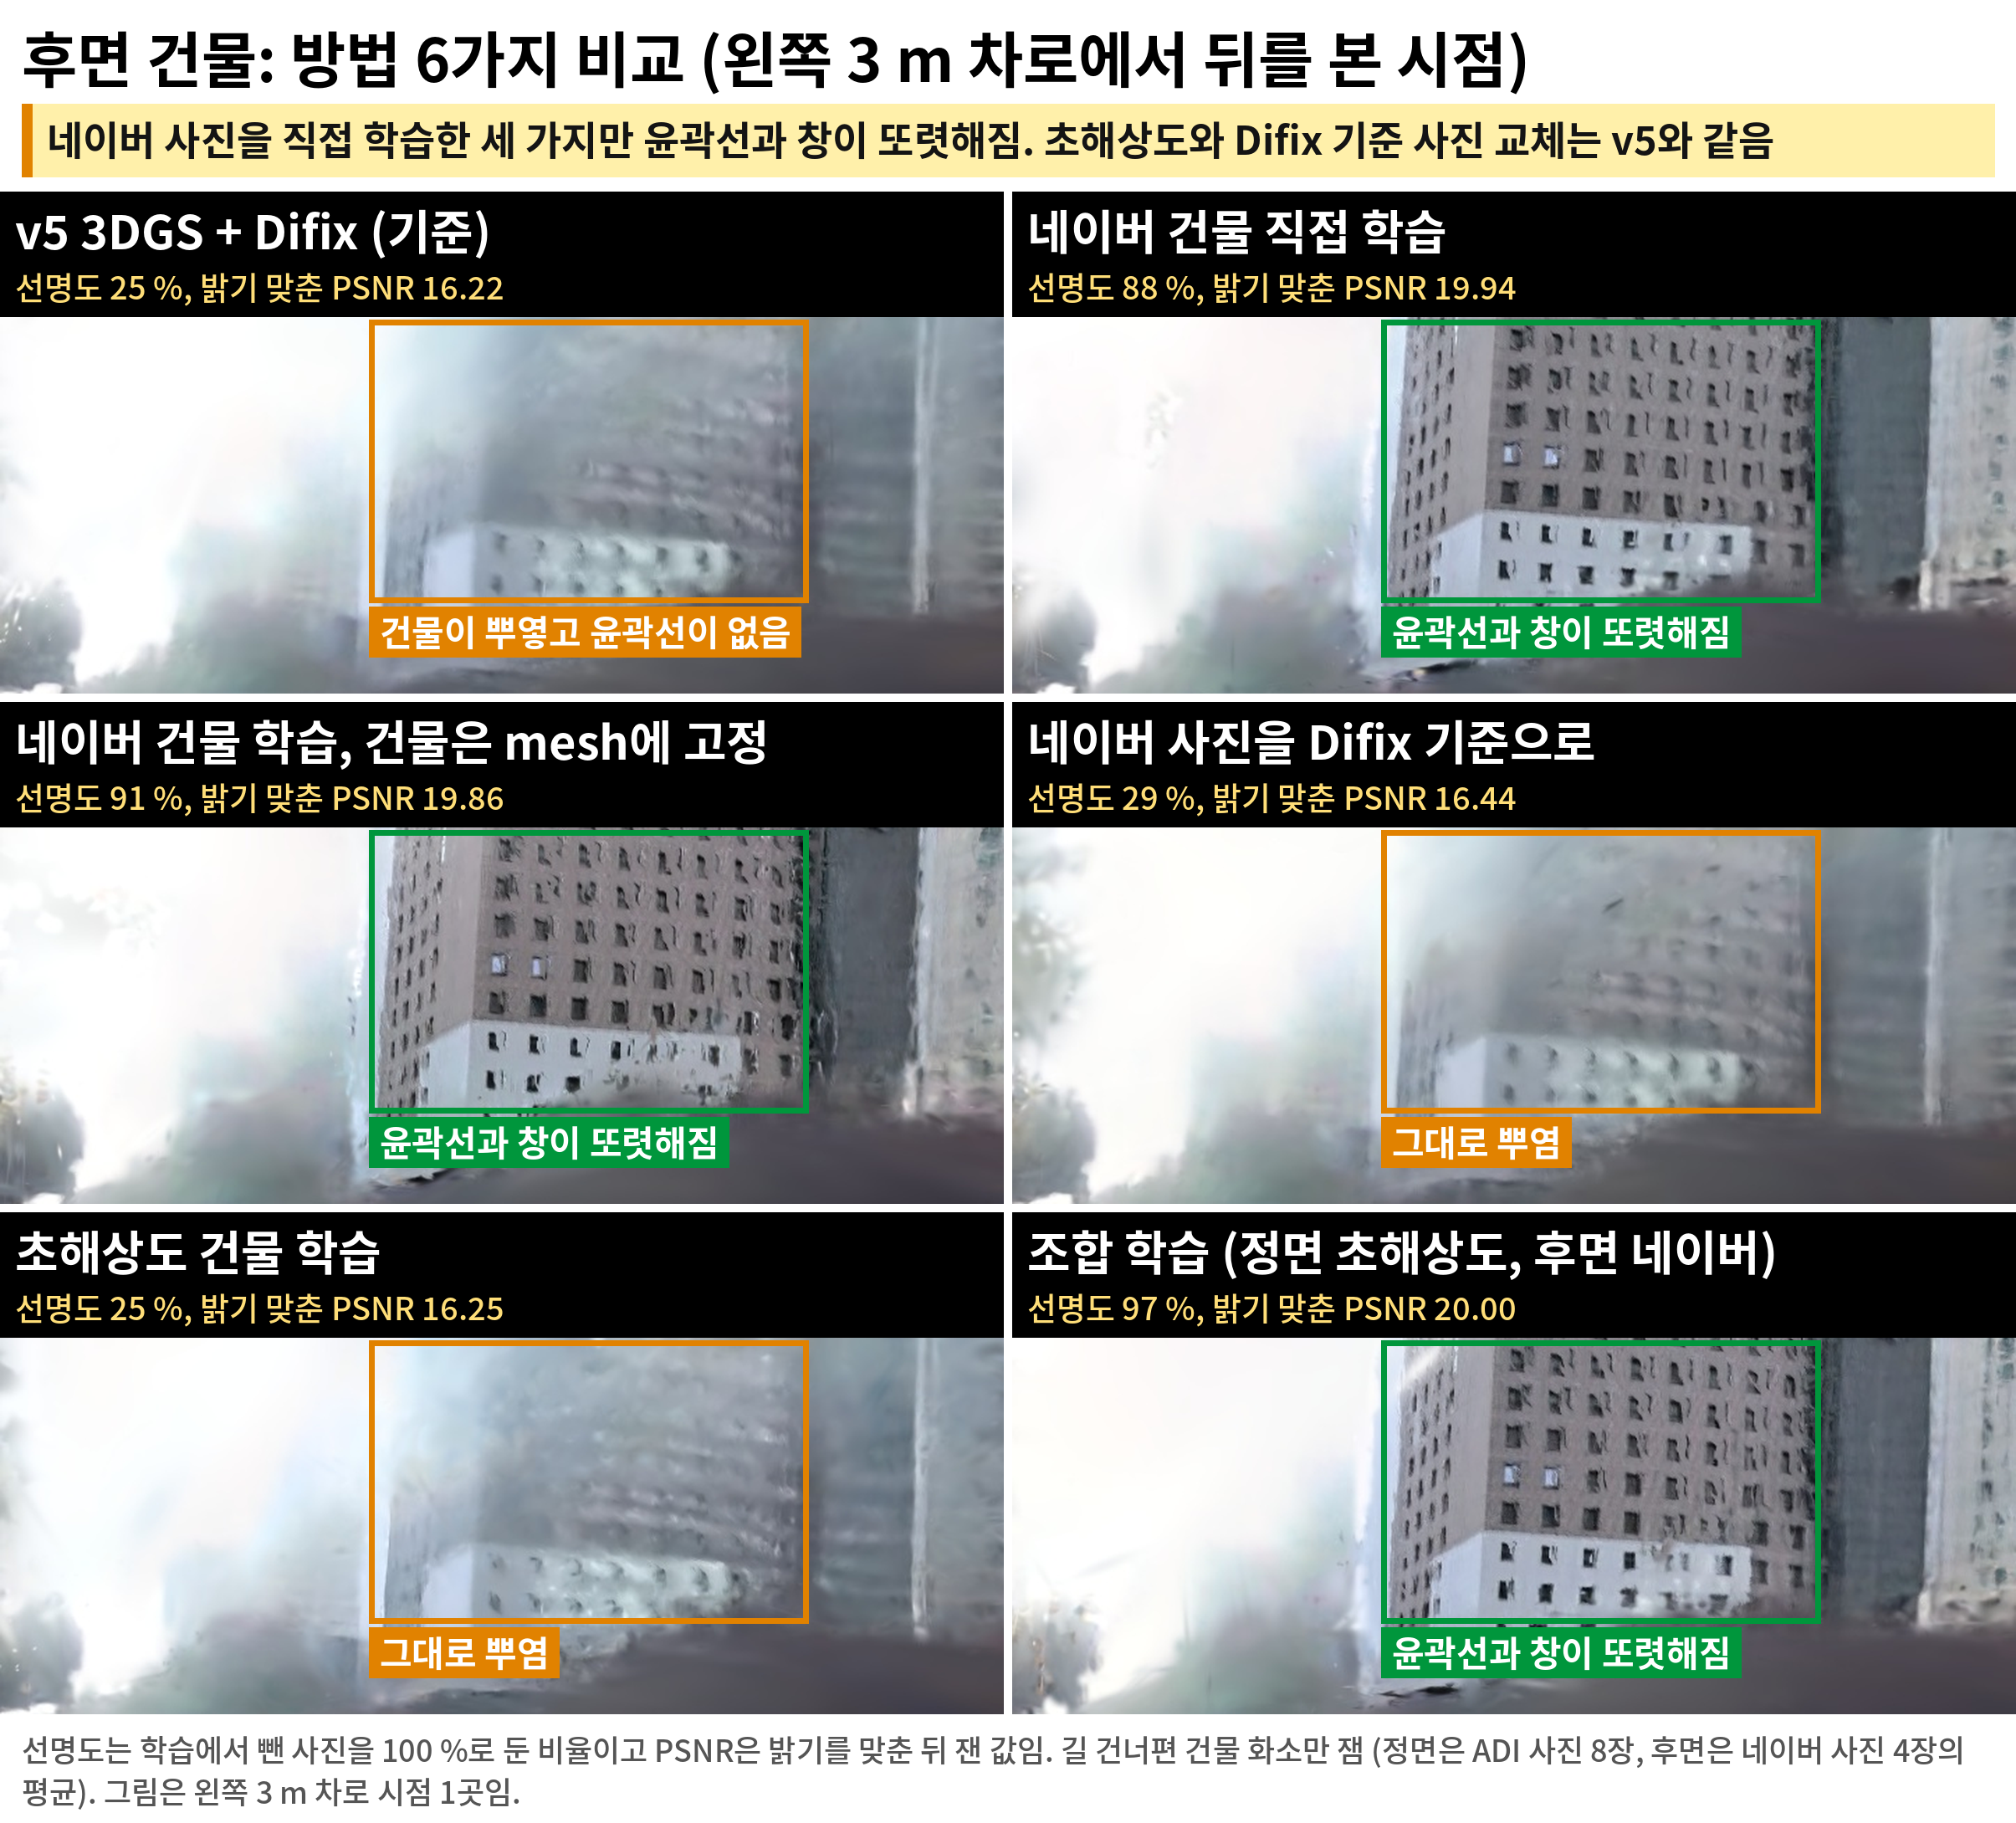 후면 건물: 방법 6가지 비교 (왼쪽 3 m 차로에서 뒤를 본 시점)
네이버 사진을 직접 학습한 세 가지만 윤곽선과 창이 또렷해짐. 초해상도와 Difix 기준 사진 교체는 v5와 같음
v5 3DGS + Difix (기준)
선명도 25 %, 밝기 맞춘 PSNR 16.22
건물이 뿌옇고 윤곽선이 없음
네이버 건물 직접 학습
선명도 88 %, 밝기 맞춘 PSNR 19.94
윤곽선과 창이 또렷해짐
네이버 건물 학습, 건물은 mesh에 고정
선명도 91 %, 밝기 맞춘 PSNR 19.86
윤곽선과 창이 또렷해짐
네이버 사진을 Difix 기준으로
선명도 29 %, 밝기 맞춘 PSNR 16.44
그대로 뿌염
초해상도 건물 학습
선명도 25 %, 밝기 맞춘 PSNR 16.25
그대로 뿌염
조합 학습 (정면 초해상도, 후면 네이버)
선명도 97 %, 밝기 맞춘 PSNR 20.00
윤곽선과 창이 또렷해짐
선명도는 학습에서 뺀 사진을 100 %로 둔 비율이고 PSNR은 밝기를 맞춘 뒤 잰 값임. 길 건너편 건물 화소만 잼 (정면은 ADI 사진 8장, 후면은 네이버 사진 4장의
평균). 그림은 왼쪽 3 m 차로 시점 1곳임.